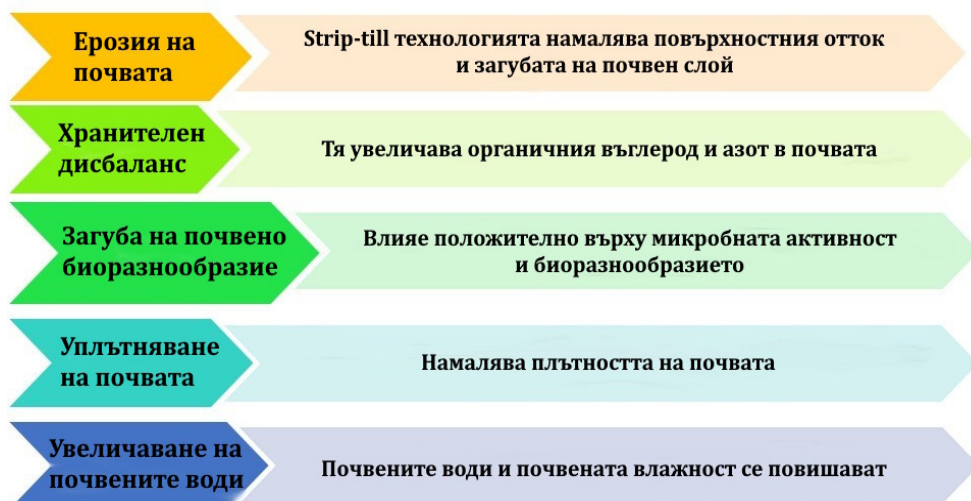 Ерозия на
почвата
Strip-till технологията намалява повърхностния отток
и загубата на почвен слой
Хранителен
дисбаланс
Тя увеличава органичния въглерод и азот в почвата
Загуба на почвено
биоразнообразие
Влияе положително върху микробната активност
и биоразнообразието
Уплътняване
на почвата
Намалява плътността на почвата
Увеличаване на
почвените води
Почвените води и почвената влажност се повишават